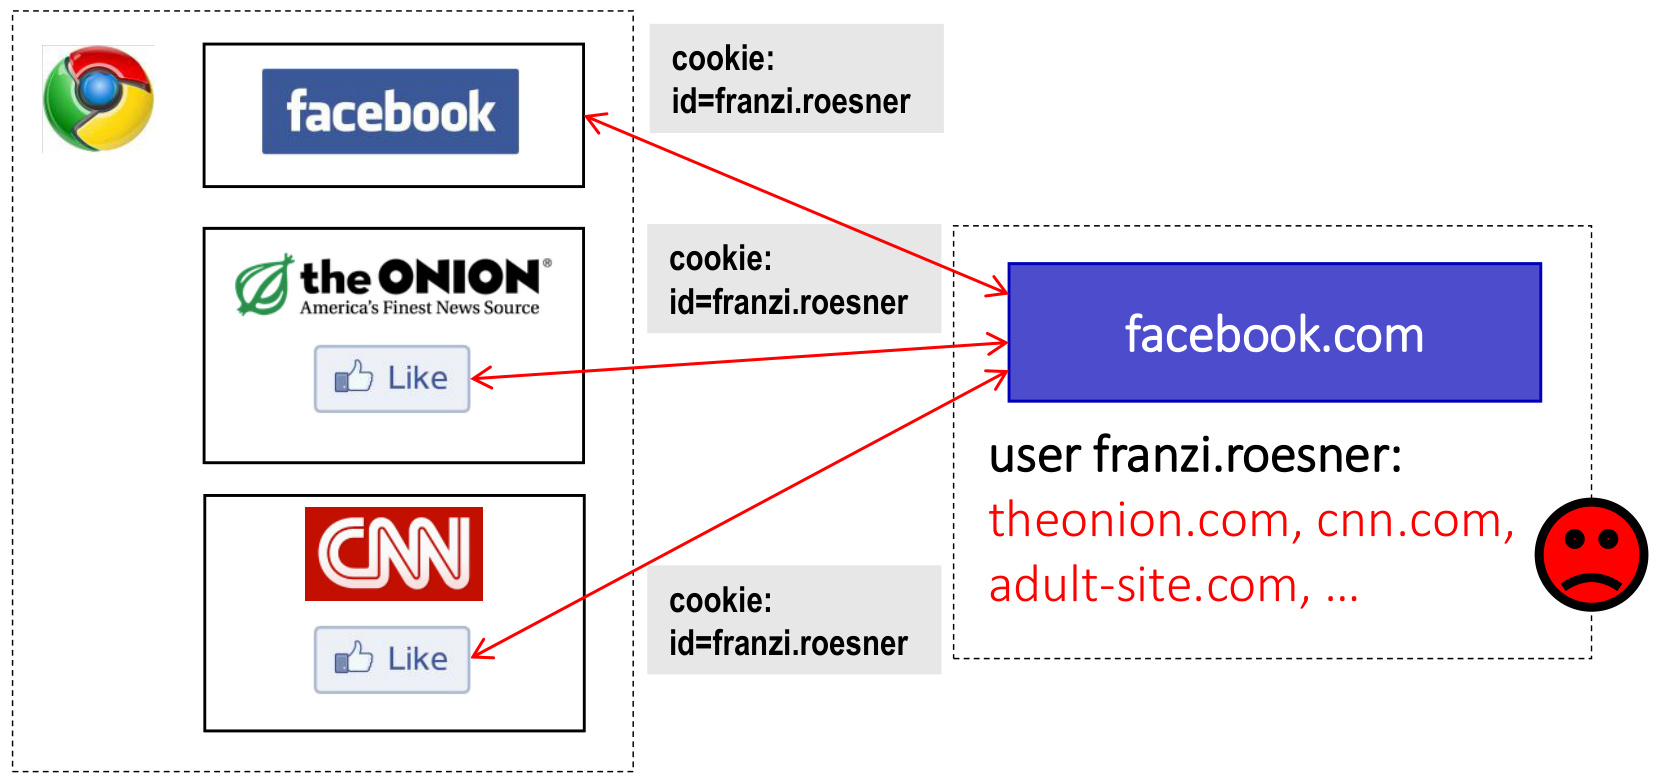 facebook
cookie:
id=franzi.roesner
the ONION®
America's Finest News Source
Like
cookie:
id=franzi.roesner
facebook.com
user franzi.roesner:
theonion.com, cnn.com,
adult-site.com, ...
CNN
Like
cookie:
id=franzi.roesner